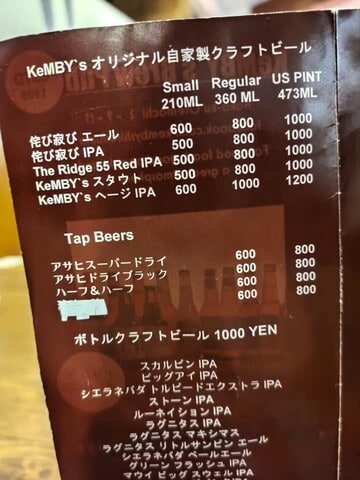 KeMBY`s オリジナル自家製クラフトビール
Small Regular US PINT
210ML 360 ML 473ML
侘び寂び エール 600 800 1000
侘び寂び IPA 500 800 1000
The Ridge 55 Red IPA 500 800 1000
KeMBY`s スタウト 500 800 1000
KeMBY`s ヘージ IPA 600 1000 1200
Tap Beers
アサヒスーパードライ 600 800
アサヒドライブラック 600 800
ハーフ&ハーフ 600 800
600 800
ボトルクラフトビール 1000 YEN
スカルピン IPA
ビッグアイ IPA
シエラネバダ トルピードエクストラ IPA
ストーン IPA
ルーネイション IPA
ラグニタス IPA
ラグニタス マキシマス
ラグニタス リトルサンピン エール
シエラネバダ ペールエール
グリーン フラッシュ IPA
マウイ ビッグ スウェル IPA